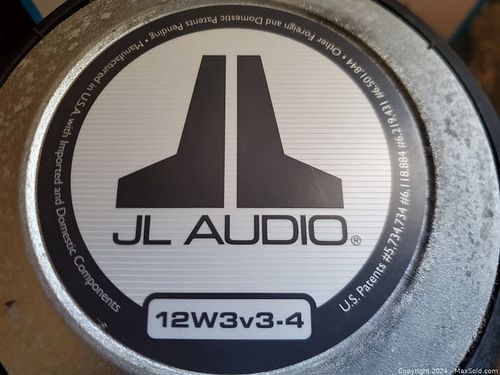 Manufactured in U.S.A. with Imported and Domestic Components
• Other Foreign and Domestic Patents Pending •
U.S. Patents #5,734,734 #6,118,884 #6,219,431 #6,501,844
JL AUDIO®
12W3v3-4
Copyright 2024 - MaxSold.com